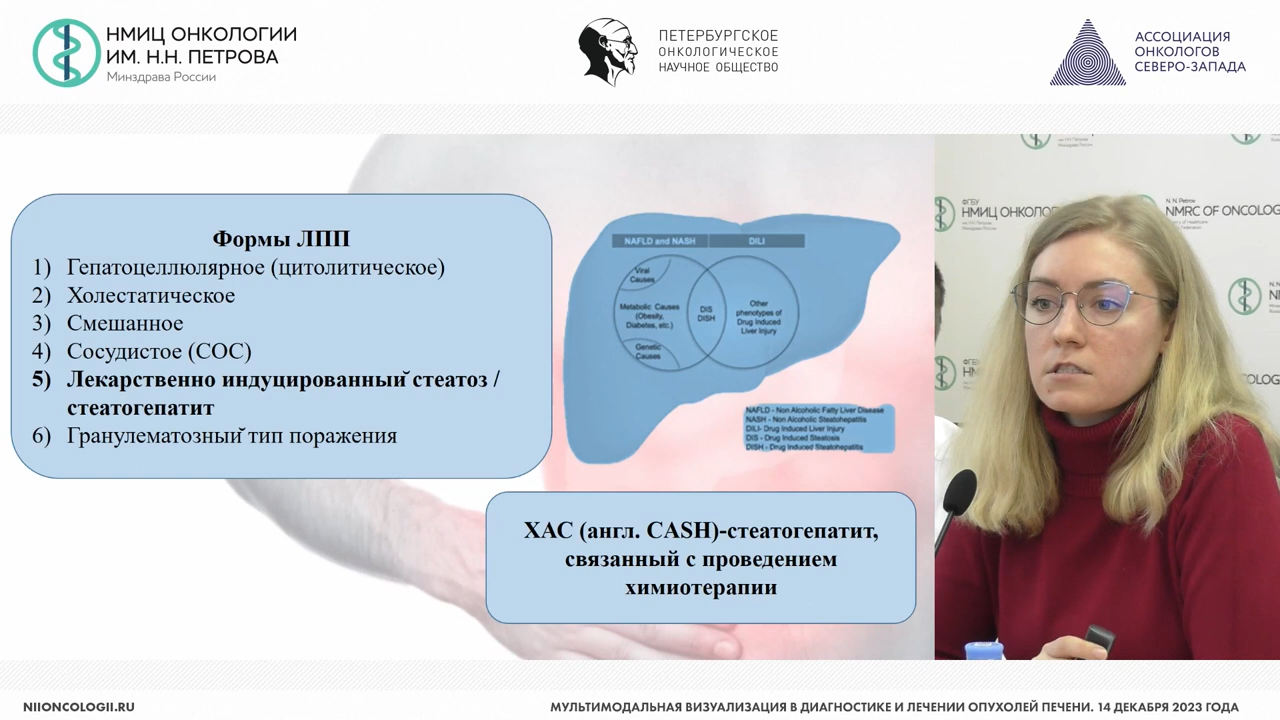 НМИЦ ОНКОЛОГИИ
ИМ. Н.Н. ПЕТРОВА
Минздрава России
ПЕТЕРБУРГСКОЕ
ОНКОЛОГИЧЕСКОЕ
НАУЧНОЕ ОБЩЕСТВО
АССОЦИАЦИЯ
ОНКОЛОГОВ
СЕВЕРО-ЗАПАДА
Формы ЛПП
1) Гепатоцеллюлярное (цитолитическое)
2) Холестатическое
3) Смешанное
4) Сосудистое (СОС)
5) Лекарственно индуцированный стеатоз /
стеатогепатит
6) Гранулематозный тип поражения
NAFLD and NASH
DILI
Viral
Causes
Metabolic Causes
(Obesity,
Diabetes, etc.)
Genetic
Causes
DIS
DISH
Other
phenotypes of
Drug Induced
Liver Injury
NAFLD - Non Alcoholic Fatty Liver Disease
NASH - Non Alcoholic Steatohepatitis
DILI- Drug Induced Liver Injury
DIS - Drug Induced Steatosis
DISH - Drug Induced Steatohepatitis
ХАС (англ. CASH)-стеатогепатит,
связанный с проведением
химиотерапии
ФГБУ
НМИЦ ОНКОЛОГ
N.N. Petrov
NMRC OF ONCOLOG
NIIONCOLOGII.RU
МУЛЬТИМОДАЛЬНАЯ ВИЗУАЛИЗАЦИЯ В ДИАГНОСТИКЕ И ЛЕЧЕНИИ ОПУХОЛЕЙ ПЕЧЕНИ. 14 ДЕКАБРЯ 2023 ГОДА